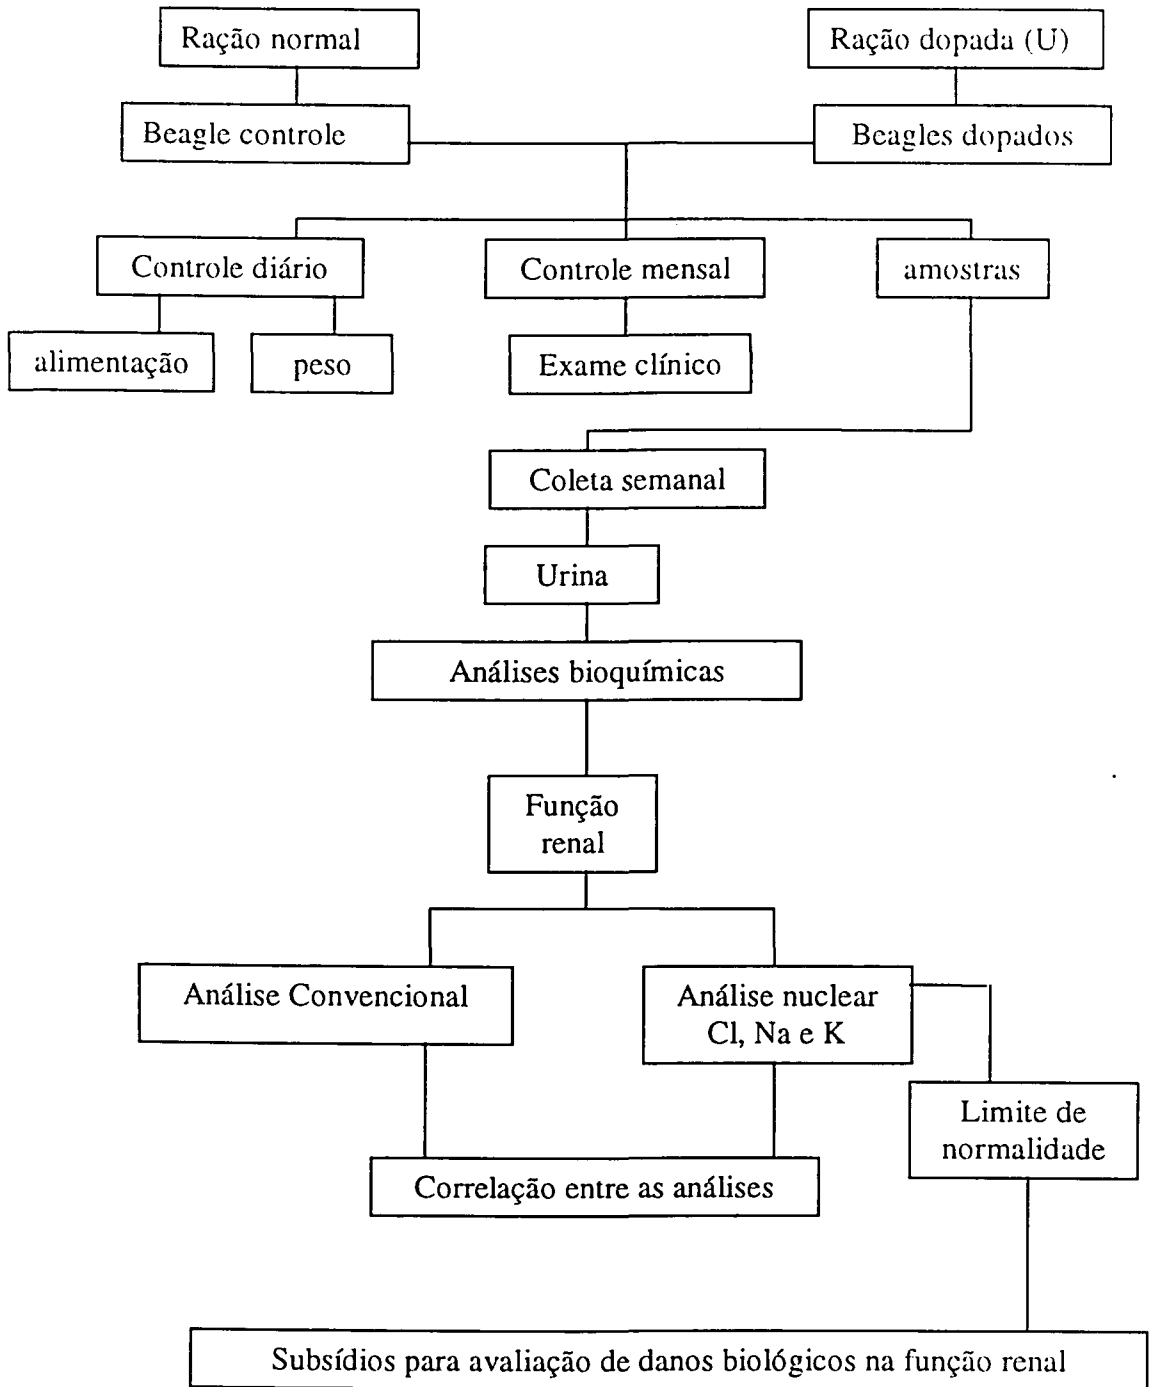 Ração normal
Ração dopada (U)
Beagle controle
Beagles dopados
Controle diário
Controle mensal
amostras
alimentação
peso
Exame clínico
Coleta semanal
Urina
Análises bioquímicas
Função
renal
Análise Convencional
Análise nuclear
Cl, Na e K
Limite de
normalidade
Correlação entre as análises
Subsídios para avaliação de danos biológicos na função renal